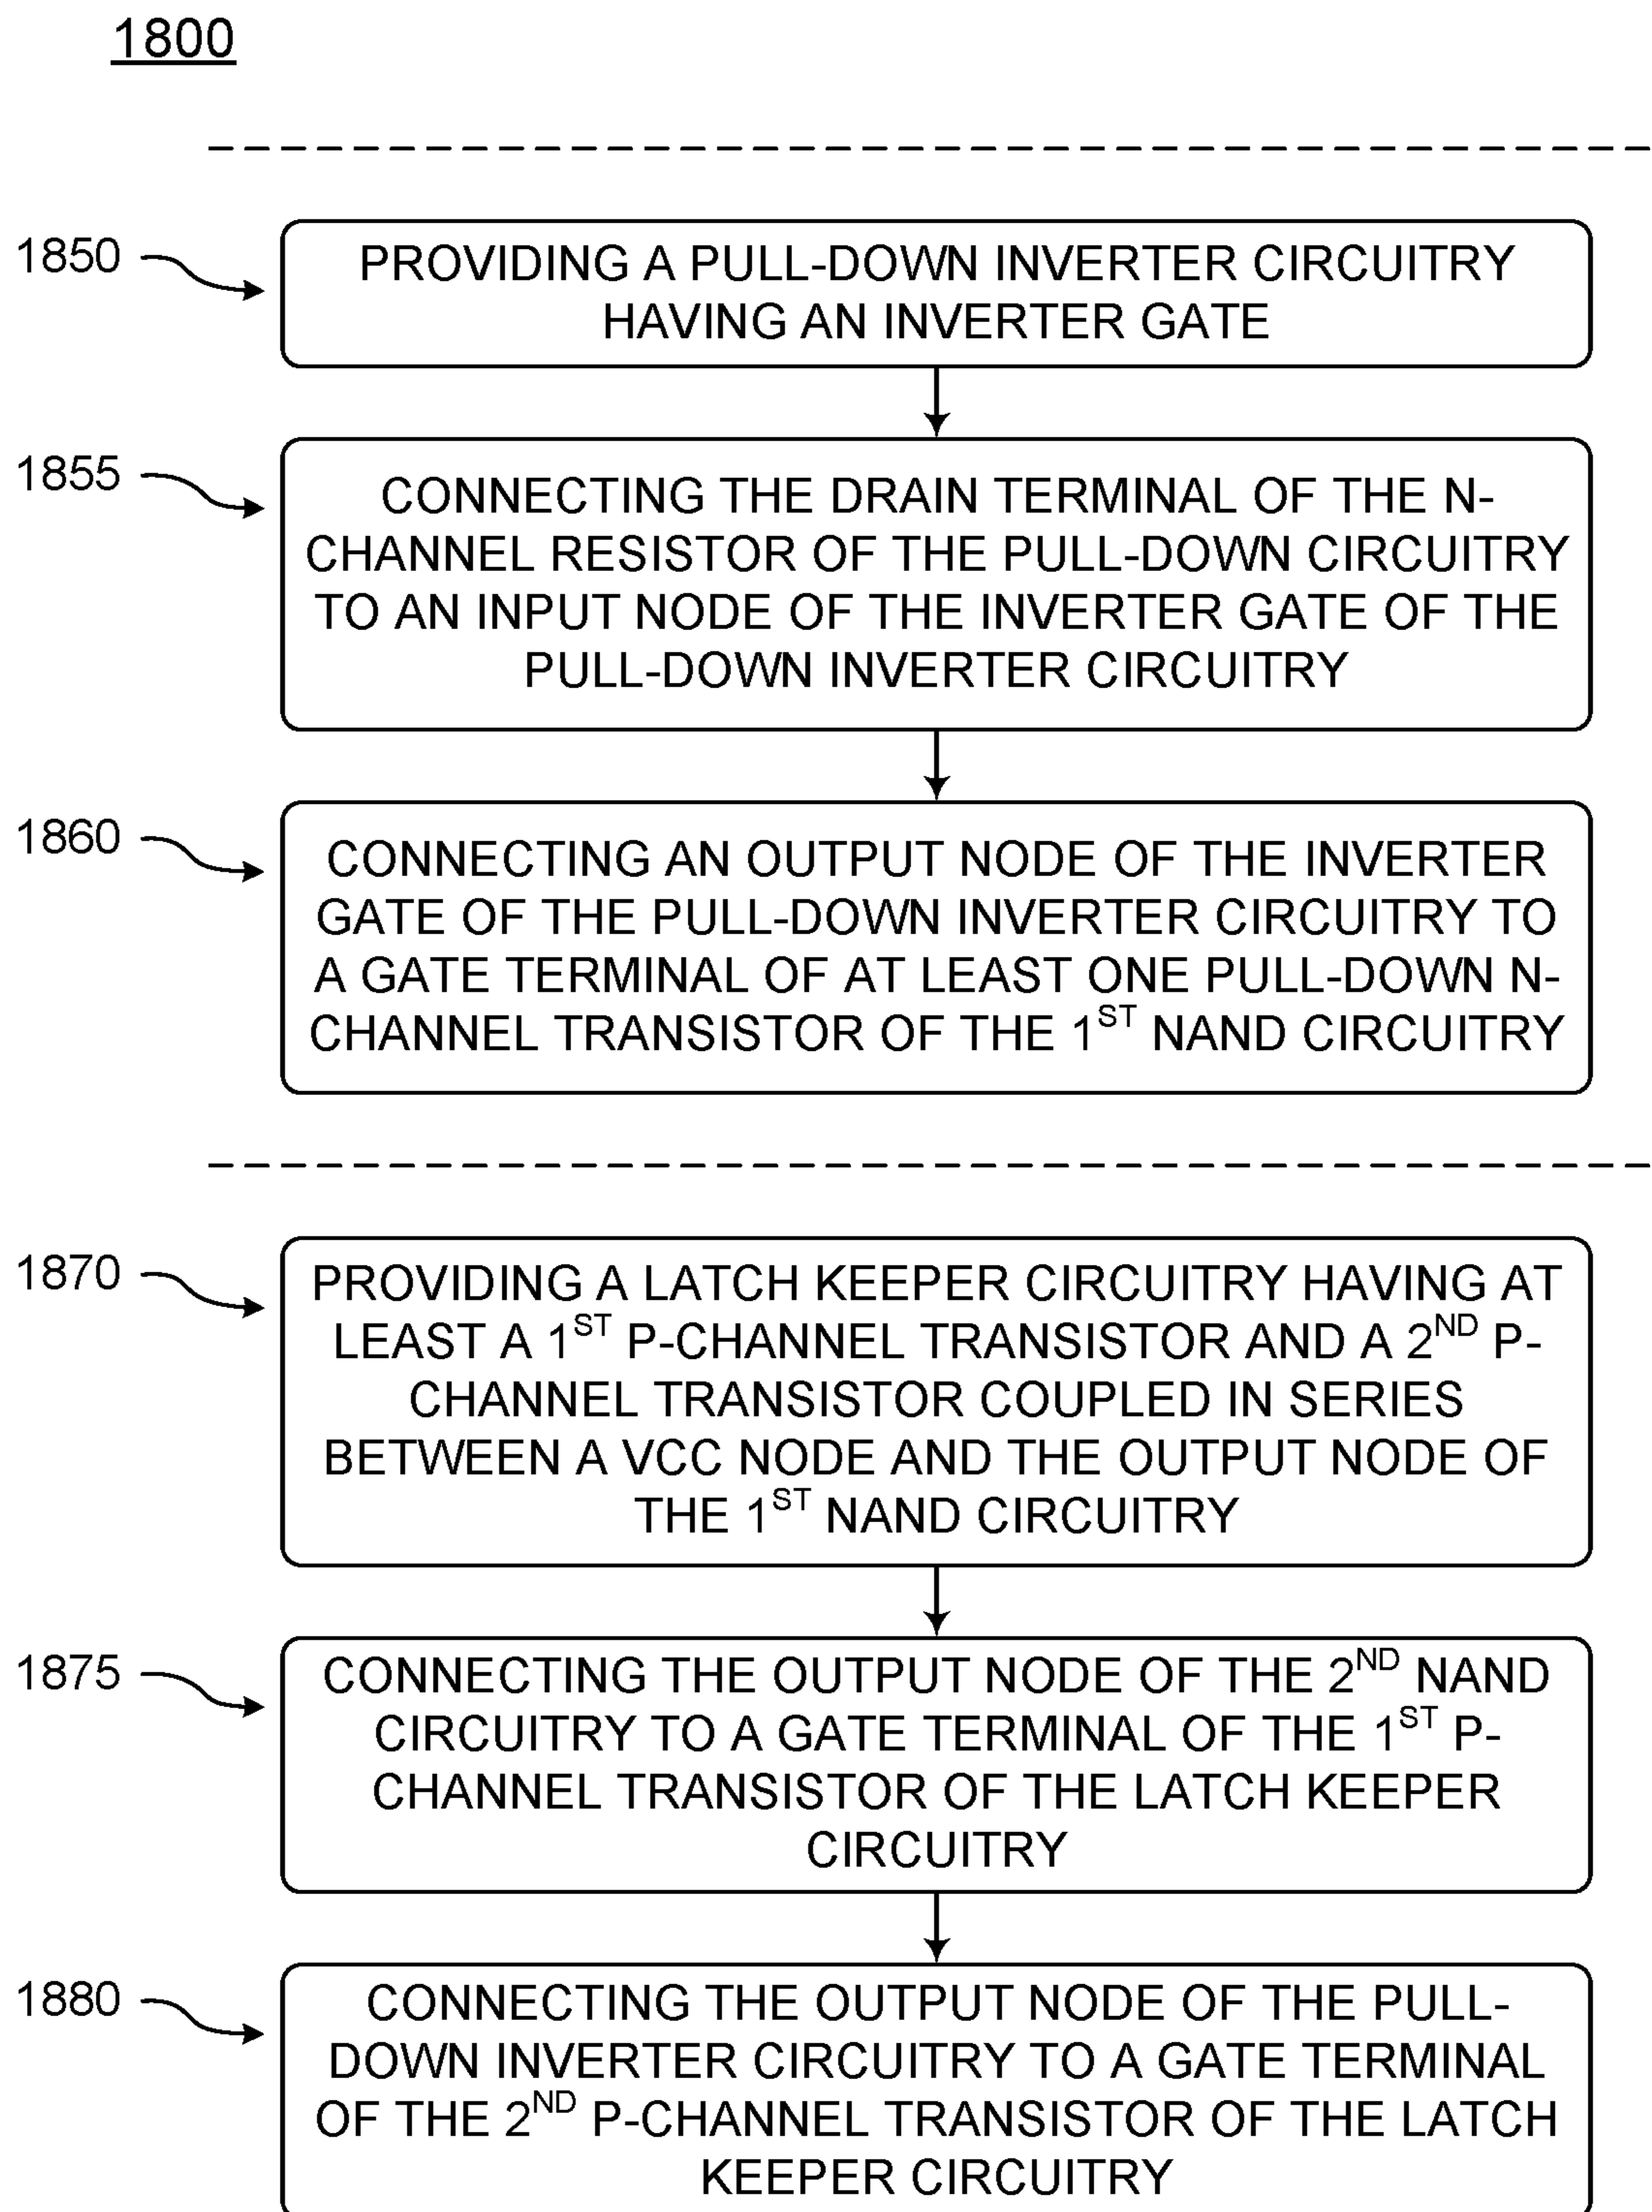 1800
1850
PROVIDING A PULL-DOWN INVERTER CIRCUITRY
HAVING AN INVERTER GATE
1855
CONNECTING THE DRAIN TERMINAL OF THE N-
CHANNEL RESISTOR OF THE PULL-DOWN CIRCUITRY
TO AN INPUT NODE OF THE INVERTER GATE OF THE
PULL-DOWN INVERTER CIRCUITRY
1860
CONNECTING AN OUTPUT NODE OF THE INVERTER
GATE OF THE PULL-DOWN INVERTER CIRCUITRY TO
A GATE TERMINAL OF AT LEAST ONE PULL-DOWN N-
CHANNEL TRANSISTOR OF THE 1ST NAND CIRCUITRY
1870
PROVIDING A LATCH KEEPER CIRCUITRY HAVING AT
LEAST A 1ST P-CHANNEL TRANSISTOR AND A 2ND P-
CHANNEL TRANSISTOR COUPLED IN SERIES
BETWEEN A VCC NODE AND THE OUTPUT NODE OF
THE 1ST NAND CIRCUITRY
1875
CONNECTING THE OUTPUT NODE OF THE 2ND NAND
CIRCUITRY TO A GATE TERMINAL OF THE 1ST P-
CHANNEL TRANSISTOR OF THE LATCH KEEPER
CIRCUITRY
1880
CONNECTING THE OUTPUT NODE OF THE PULL-
DOWN INVERTER CIRCUITRY TO A GATE TERMINAL
OF THE 2ND P-CHANNEL TRANSISTOR OF THE LATCH
KEEPER CIRCUITRY